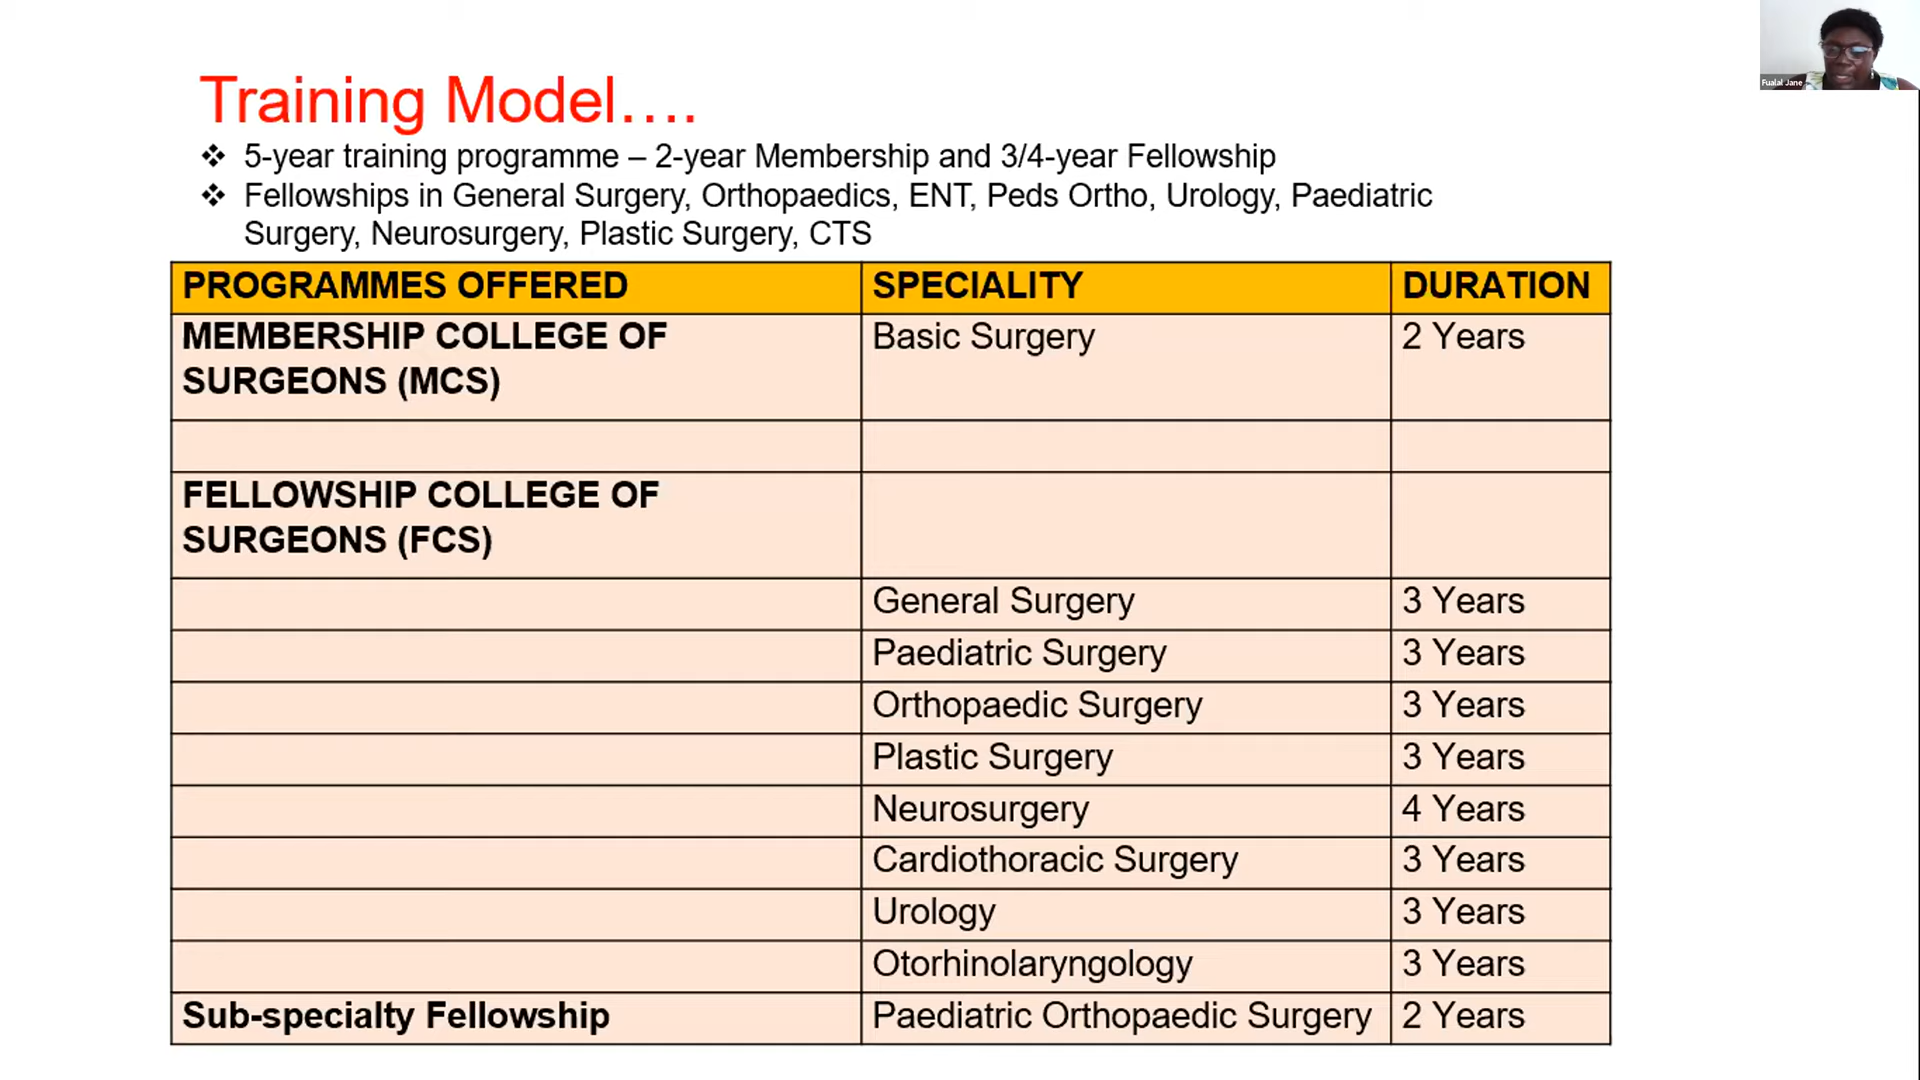 Training Model….
❖ 5-year training programme – 2-year Membership and 3/4-year Fellowship
❖ Fellowships in General Surgery, Orthopaedics, ENT, Peds Ortho, Urology, Paediatric
Surgery, Neurosurgery, Plastic Surgery, CTS
PROGRAMMES OFFERED SPECIALITY DURATION
MEMBERSHIP COLLEGE OF Basic Surgery 2 Years
SURGEONS (MCS)
FELLOWSHIP COLLEGE OF
SURGEONS (FCS)
General Surgery 3 Years
Paediatric Surgery 3 Years
Orthopaedic Surgery 3 Years
Plastic Surgery 3 Years
Neurosurgery 4 Years
Cardiothoracic Surgery 3 Years
Urology 3 Years
Otorhinolaryngology 3 Years
Sub-specialty Fellowship Paediatric Orthopaedic Surgery 2 Years
Fualal Jane